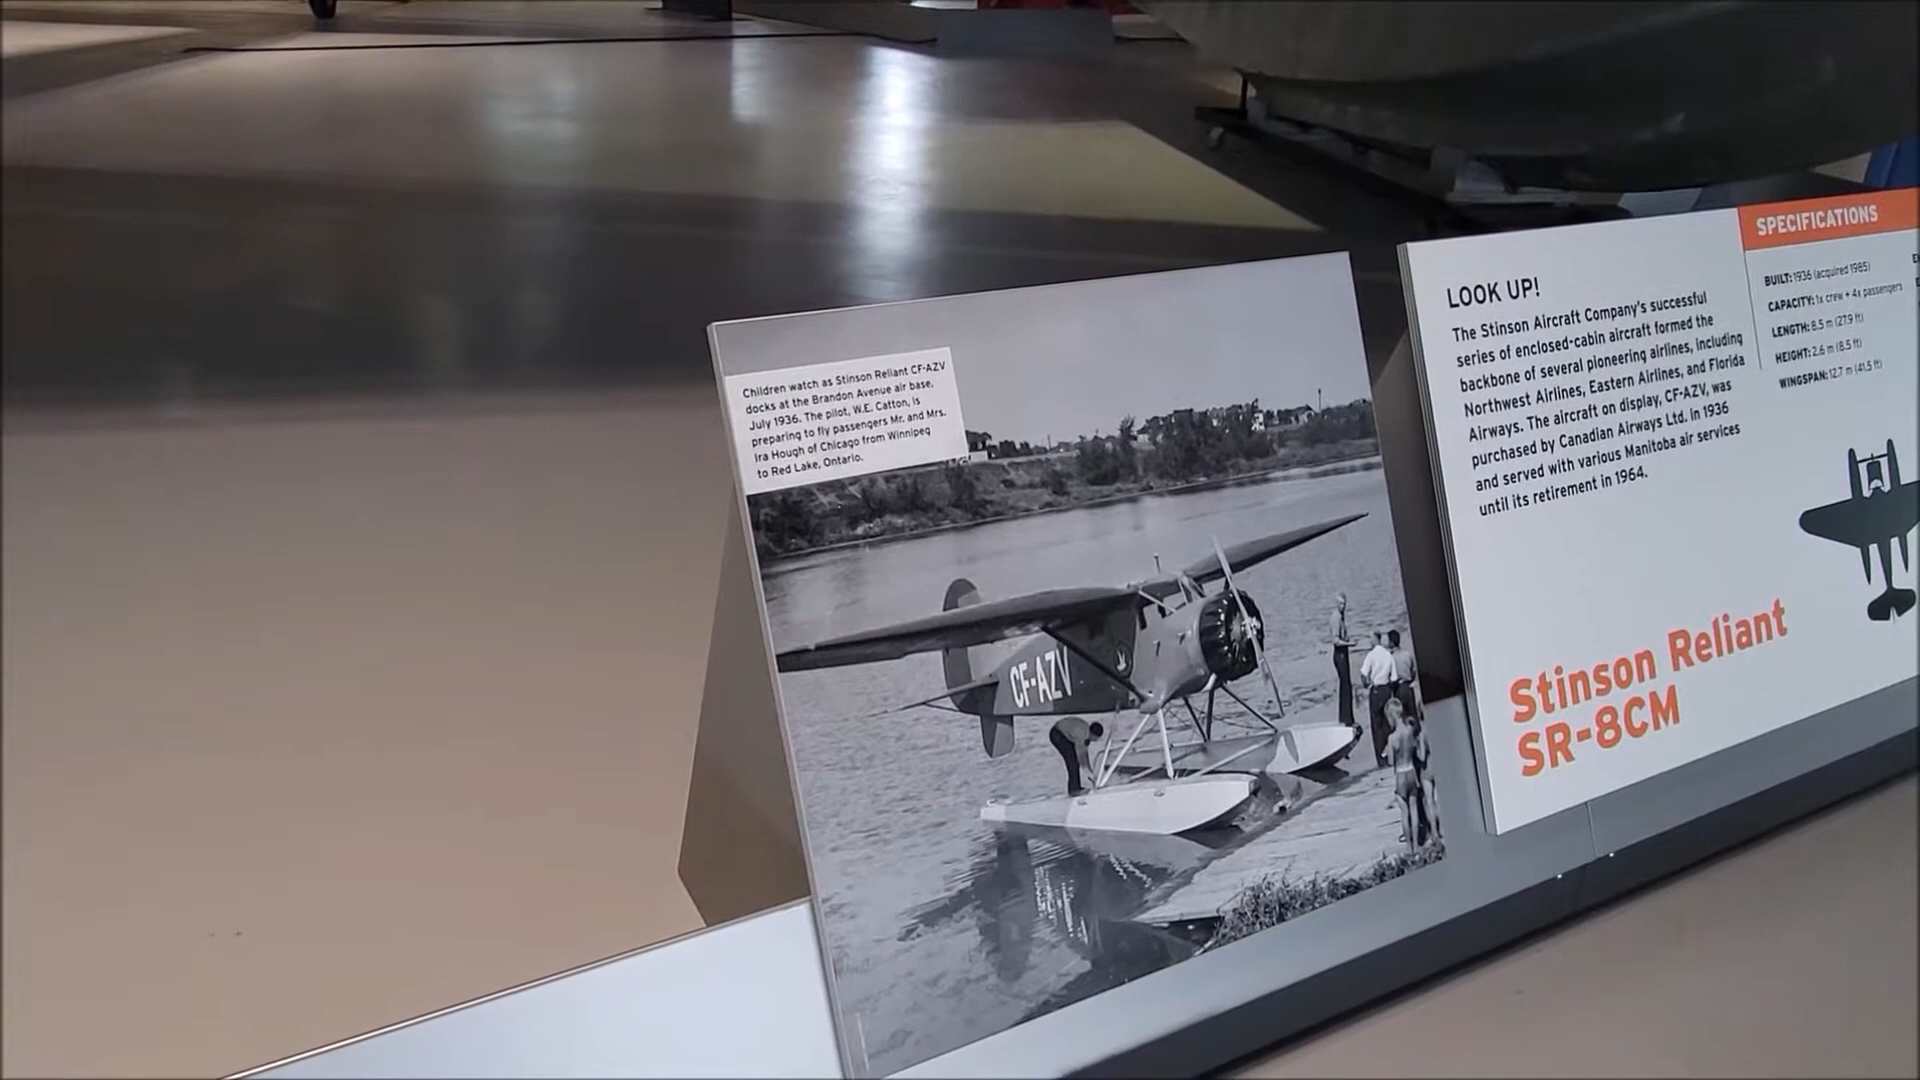 Children watch as Stinson Reliant CF-AZV
docks at the Brandon Avenue air base,
July 1936. The pilot, W.E. Catton, is
preparing to fly passengers Mr. and Mrs.
Ira Hough of Chicago from Winnipeg
to Red Lake, Ontario.
CF-AZV
LOOK UP!
The Stinson Aircraft Company's successful
series of enclosed-cabin aircraft formed the
backbone of several pioneering airlines, including
Northwest Airlines, Eastern Airlines, and Florida
Airways. The aircraft on display, CF-AZV, was
purchased by Canadian Airways Ltd. in 1936
and served with various Manitoba air services
until its retirement in 1964.
Stinson Reliant
SR-8CM
SPECIFICATIONS
BUILT: 1936 (acquired 1985)
CAPACITY: 1x crew + 4x passengers
LENGTH: 8.5 m (27.9 ft)
HEIGHT: 2.6 m (8.5 ft)
WINGSPAN: 12.7 m (41.5 ft)